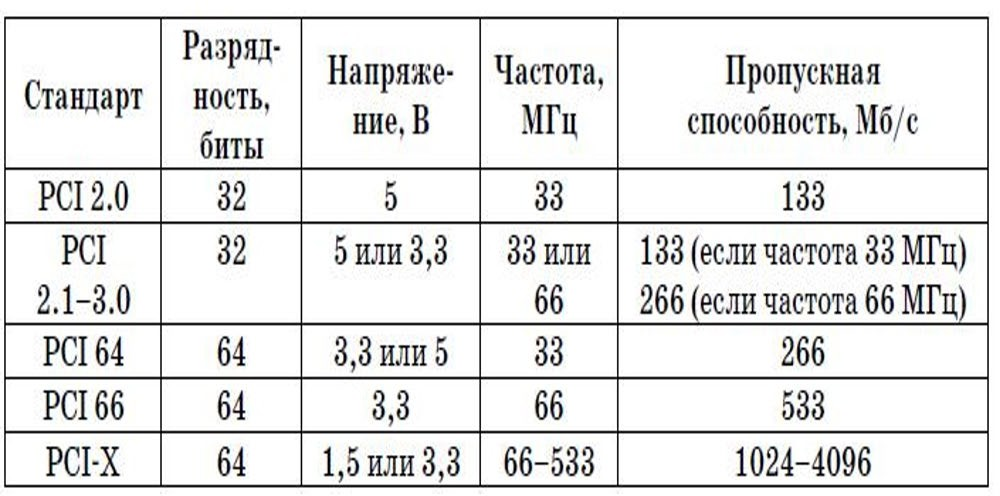 Стандарт
Разряд-
ность,
биты
Напряже-
ние, В
Частота,
МГц
Пропускная
способность, Мб/с
PCI 2.0 32 5 33 133
PCI
2.1–3.0
32
5 или 3,3
33 или
66
133 (если частота 33 МГц)
266 (если частота 66 МГц)
PCI 64 64 3,3 или 5 33 266
PCI 66 64 3,3 66 533
PCI-X 64 1,5 или 3,3 66–533 1024–4096